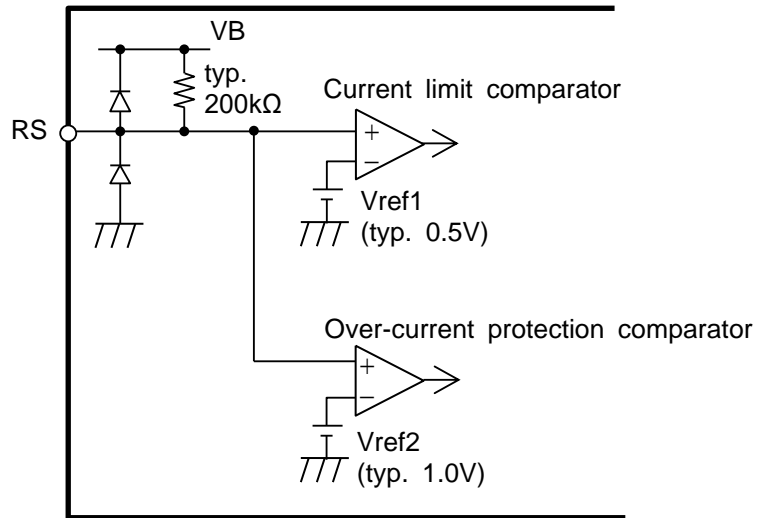 VB
typ.
200kΩ
Current limit comparator
RS
+
−
Vref1
(typ. 0.5V)
Over-current protection comparator
+
−
Vref2
(typ. 1.0V)